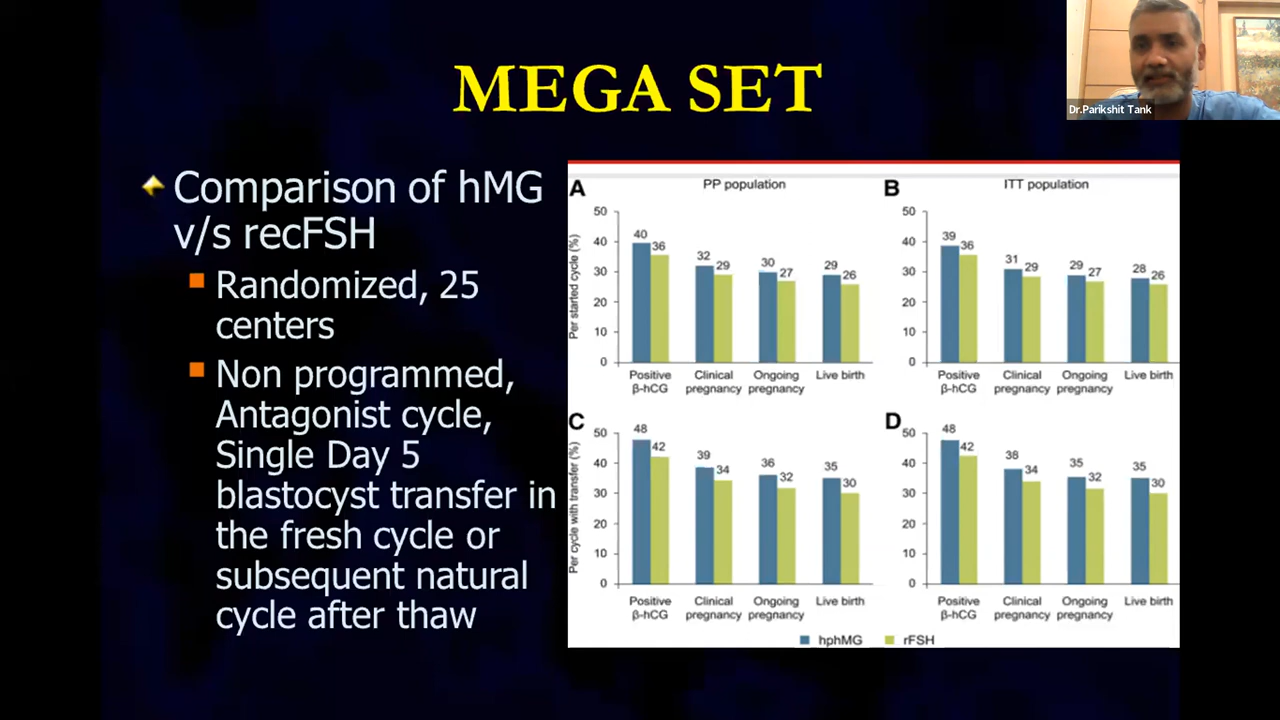 MEGA SET
Dr.Parikshit Tank
Comparison of hMG
v/s recFSH
Randomized, 25
centers
Non programmed,
Antagonist cycle,
Single Day 5
blastocyst transfer in
the fresh cycle or
subsequent natural
cycle after thaw
A
PP population
Per started cycle (%)
50
40
30
20
10
0
40 36
32 29
30 27
29 26
Positive
β-hCG
Clinical
pregnancy
Ongoing
pregnancy
Live birth
B
ITT population
50
40
30
20
10
0
39 36
31 29
29 27
28 26
Positive
β-hCG
Clinical
pregnancy
Ongoing
pregnancy
Live birth
C
Per cycle with transfer (%)
50
40
30
20
10
0
48 42
39 34
36 32
35 30
Positive
β-hCG
Clinical
pregnancy
Ongoing
pregnancy
Live birth
D
50
40
30
20
10
0
48 42
38 34
35 32
35 30
Positive
β-hCG
Clinical
pregnancy
Ongoing
pregnancy
Live birth
hphMG rFSH